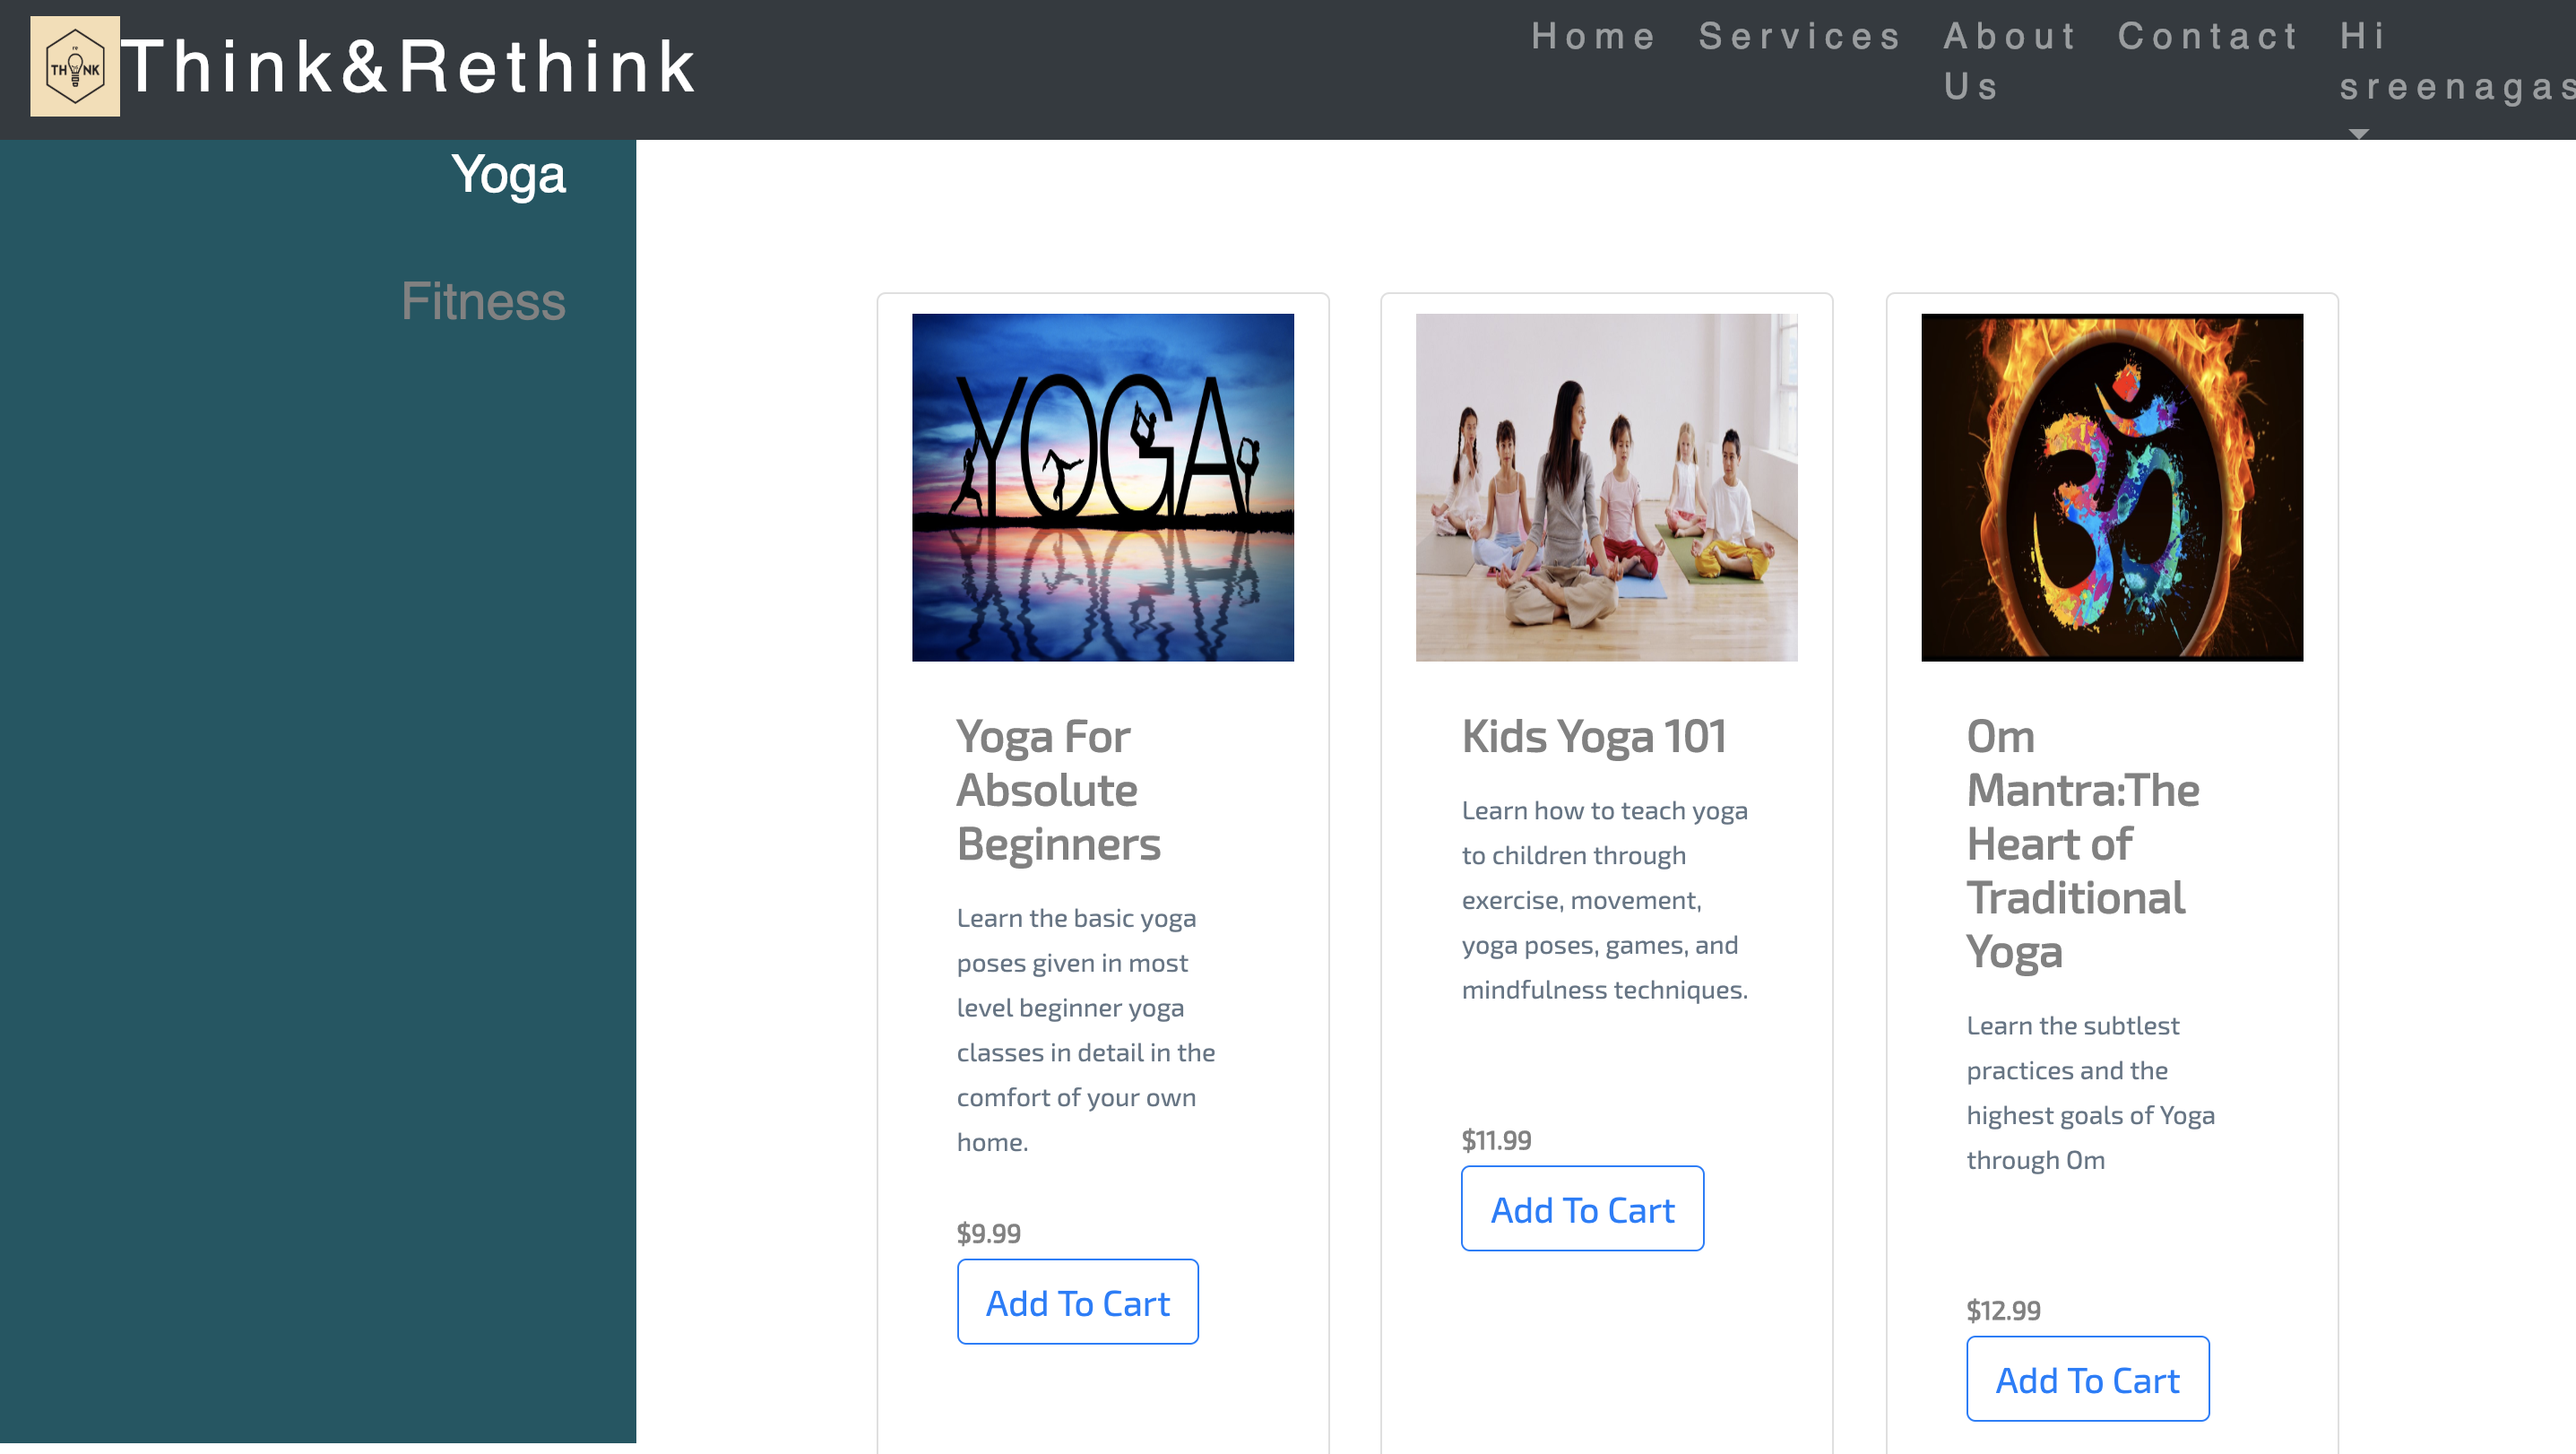 re
THINK
Think&Rethink
Home Services About Contact Hi
Us sreenagas
Yoga
Fitness
YOGA
ॐ
Yoga For
Absolute
Beginners
Learn the basic yoga
poses given in most
level beginner yoga
classes in detail in the
comfort of your own
home.
$9.99
Add To Cart
Kids Yoga 101
Learn how to teach yoga
to children through
exercise, movement,
yoga poses, games, and
mindfulness techniques.
$11.99
Add To Cart
Om
Mantra:The
Heart of
Traditional
Yoga
Learn the subtlest
practices and the
highest goals of Yoga
through Om
$12.99
Add To Cart